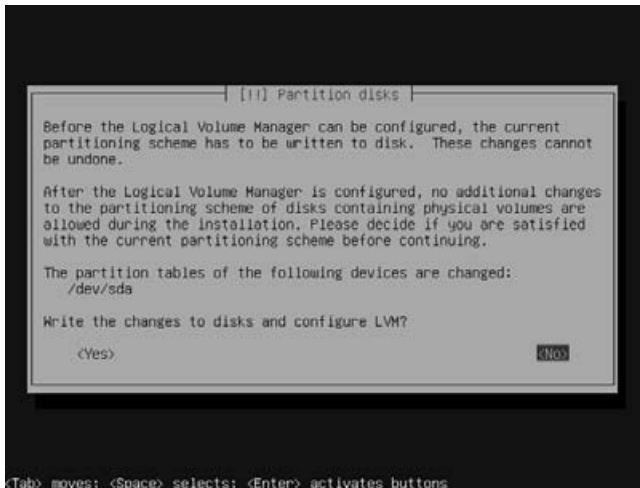 [!!] Partition disks
Before the Logical Volume Manager can be configured, the current
partitioning scheme has to be written to disk.  These changes cannot
be undone.
After the Logical Volume Manager is configured, no additional changes
to the partitioning scheme of disks containing physical volumes are
allowed during the installation. Please decide if you are satisfied
with the current partitioning scheme before continuing.
The partition tables of the following devices are changed:
/dev/sda
Write the changes to disks and configure LVM?
<Yes> <No>
<Tab> moves; <Space> selects; <Enter> activates buttons